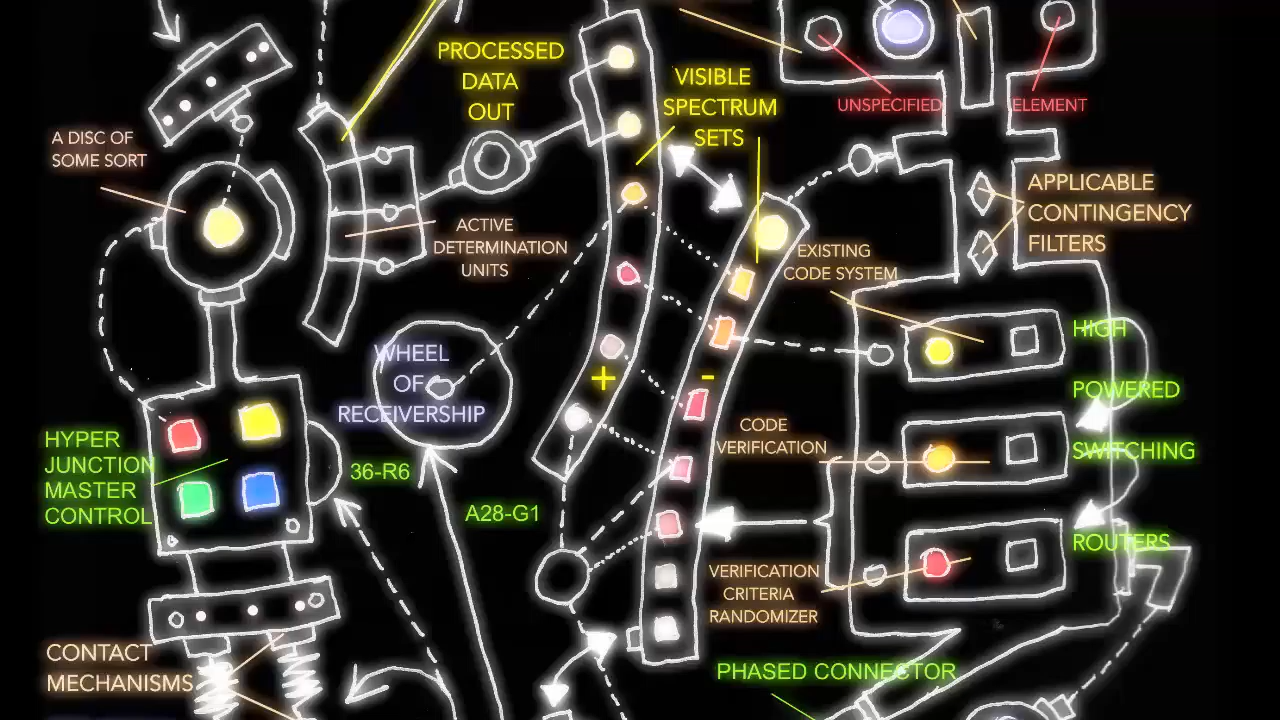 PROCESSED
DATA
OUT
VISIBLE
SPECTRUM
SETS
UNSPECIFIED
ELEMENT
A DISC OF
SOME SORT
APPLICABLE
CONTINGENCY
FILTERS
ACTIVE
DETERMINATION
UNITS
EXISTING
CODE SYSTEM
WHEEL
OF
RECEIVERSHIP
+
-
HIGH
POWERED
SWITCHING
ROUTERS
HYPER
JUNCTION
MASTER
CONTROL
36-R6
A28-G1
CODE
VERIFICATION
VERIFICATION
CRITERIA
RANDOMIZER
CONTACT
MECHANISMS
PHASED CONNECTOR